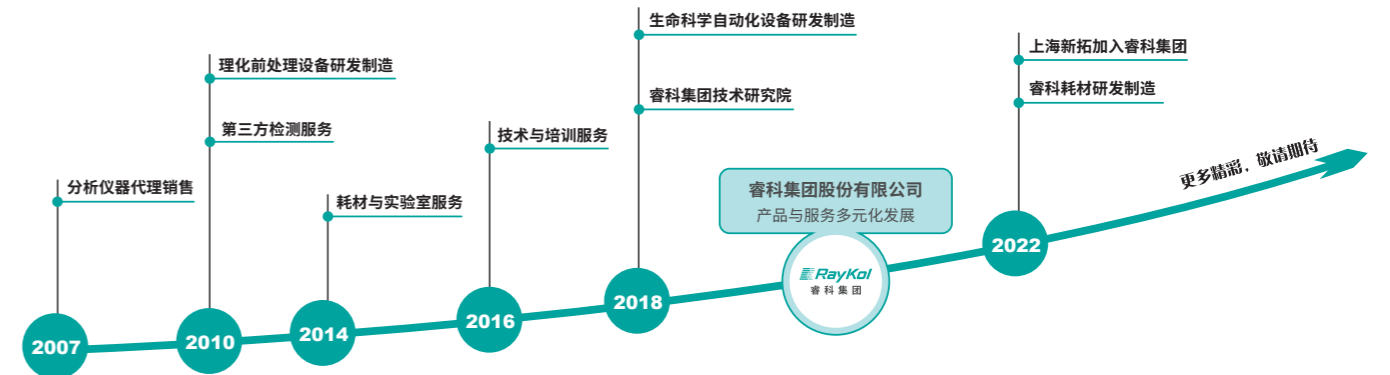 分析仪器代理销售
2007
理化前处理设备研发制造
第三方检测服务
2010
耗材与实验室服务
2014
技术与培训服务
2016
生命科学自动化设备研发制造
睿科集团技术研究院
2018
睿科集团股份有限公司
产品与服务多元化发展
RayKol
睿科集团
上海新拓加入睿科集团
睿科耗材研发制造
2022
更多精彩，敬请期待